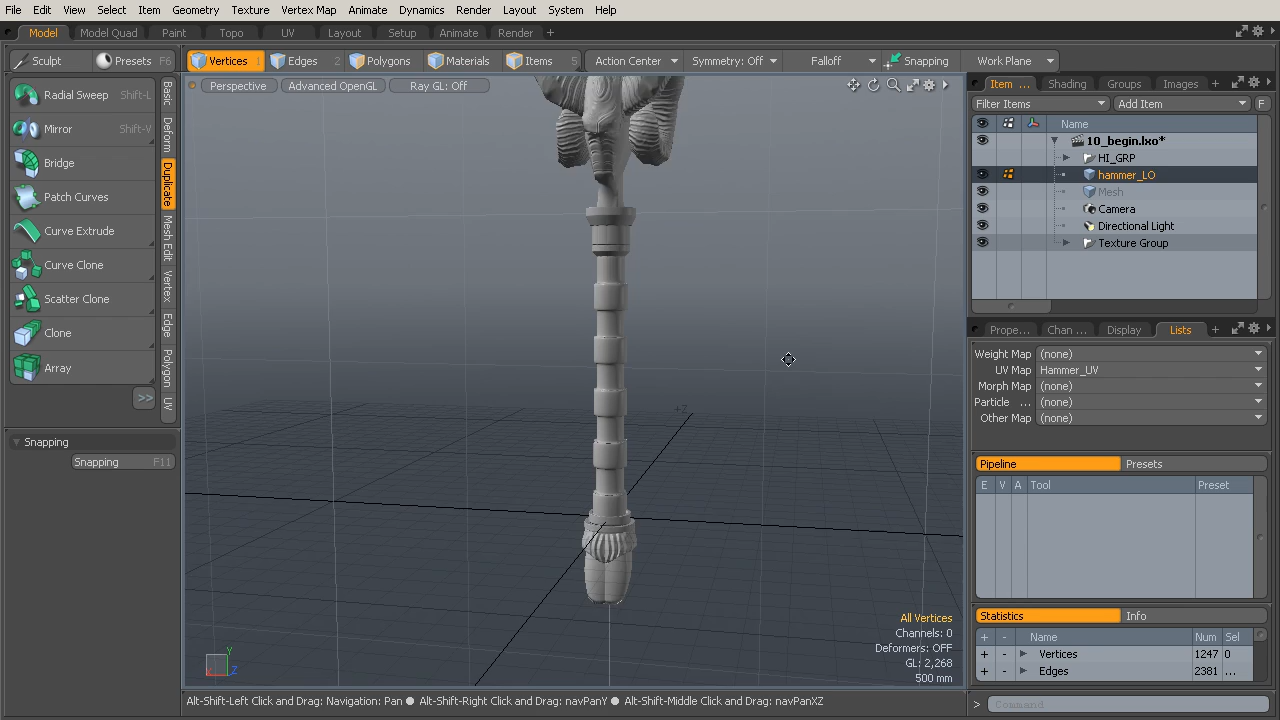 File Edit View Select Item Geometry Texture Vertex Map Animate Dynamics Render Layout System Help
Model Model Quad Paint Topo UV Layout Setup Animate Render +
Sculpt Presets F6 Vertices 1 Edges 2 Polygons Materials Items 5 Action Center Symmetry: Off Falloff Snapping Work Plane
Perspective Advanced OpenGL Ray GL: Off
Radial Sweep Shift-L
Mirror Shift-V
Bridge
Patch Curves
Curve Extrude
Curve Clone
Scatter Clone
Clone
Array
>>
Basic
Deform
Duplicate
Mesh Edit
Vertex
Edge
Polygon
UV
Snapping
Snapping F11
+Z
All Vertices
Channels: 0
Deformers: OFF
GL: 2,268
500 mm
Y
X
Z
Alt-Shift-Left Click and Drag: Navigation: Pan ● Alt-Shift-Right Click and Drag: navPanY ● Alt-Shift-Middle Click and Drag: navPanXZ
Item ... Shading Groups Images +
Filter Items Add Item F
Name
10_begin.lxo*
HI_GRP
hammer_LO
Mesh
Camera
Directional Light
Texture Group
Prope... Chan ... Display Lists +
Weight Map (none)
UV Map Hammer_UV
Morph Map (none)
Particle ... (none)
Other Map (none)
Pipeline Presets
E V A Tool Preset
Statistics Info
+ - Name Num Sel
+ - Vertices 1247 0
+ - Edges 2381 ...
> Command